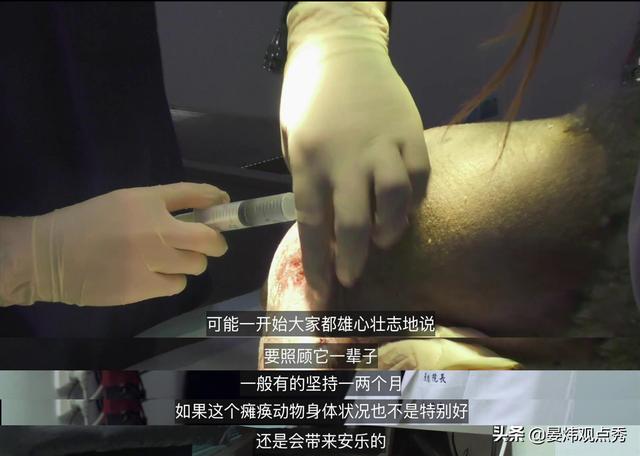 可能一开始大家都雄心壮志地说
要照顾它一辈子
一般有的坚持一两个月
如果这个瘫痪动物身体状况也不是特别好
还是会带来安乐的
头条 @晏炜观点秀